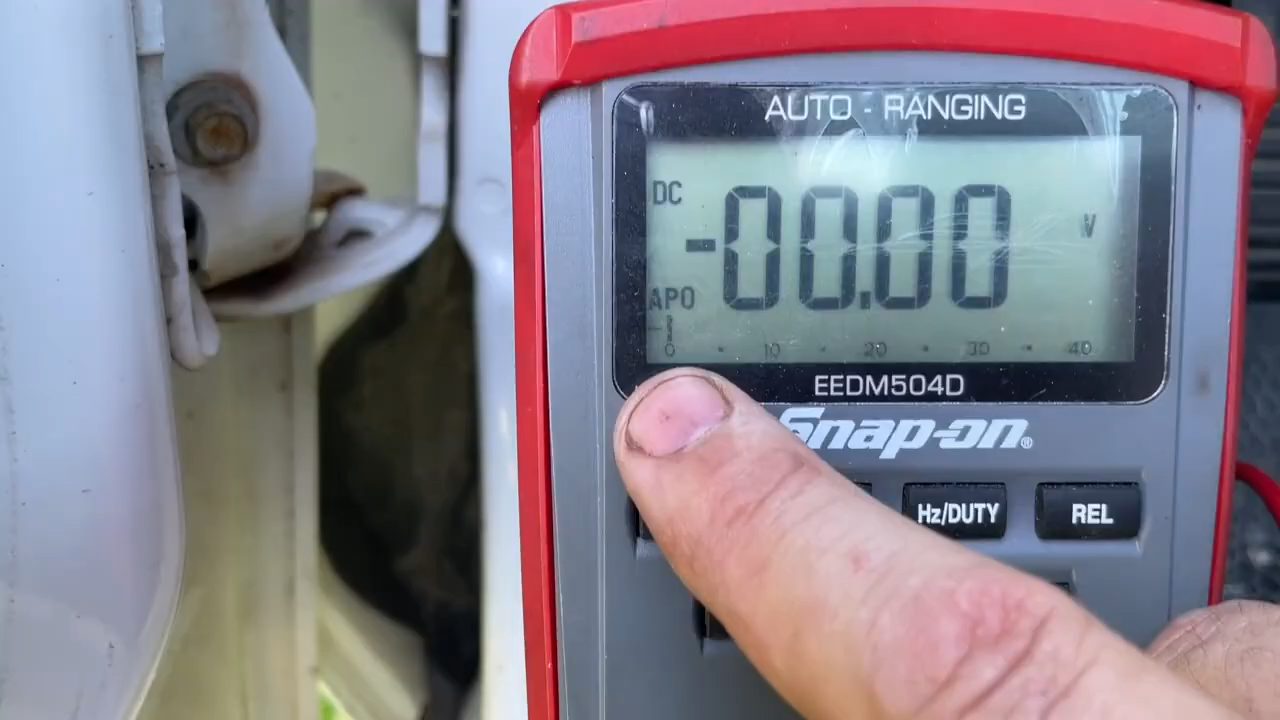 AUTO - RANGING
DC
-00.00
V
APO
0 10 20 30 40
EEDM504D
Snap-on®
Hz/DUTY
REL